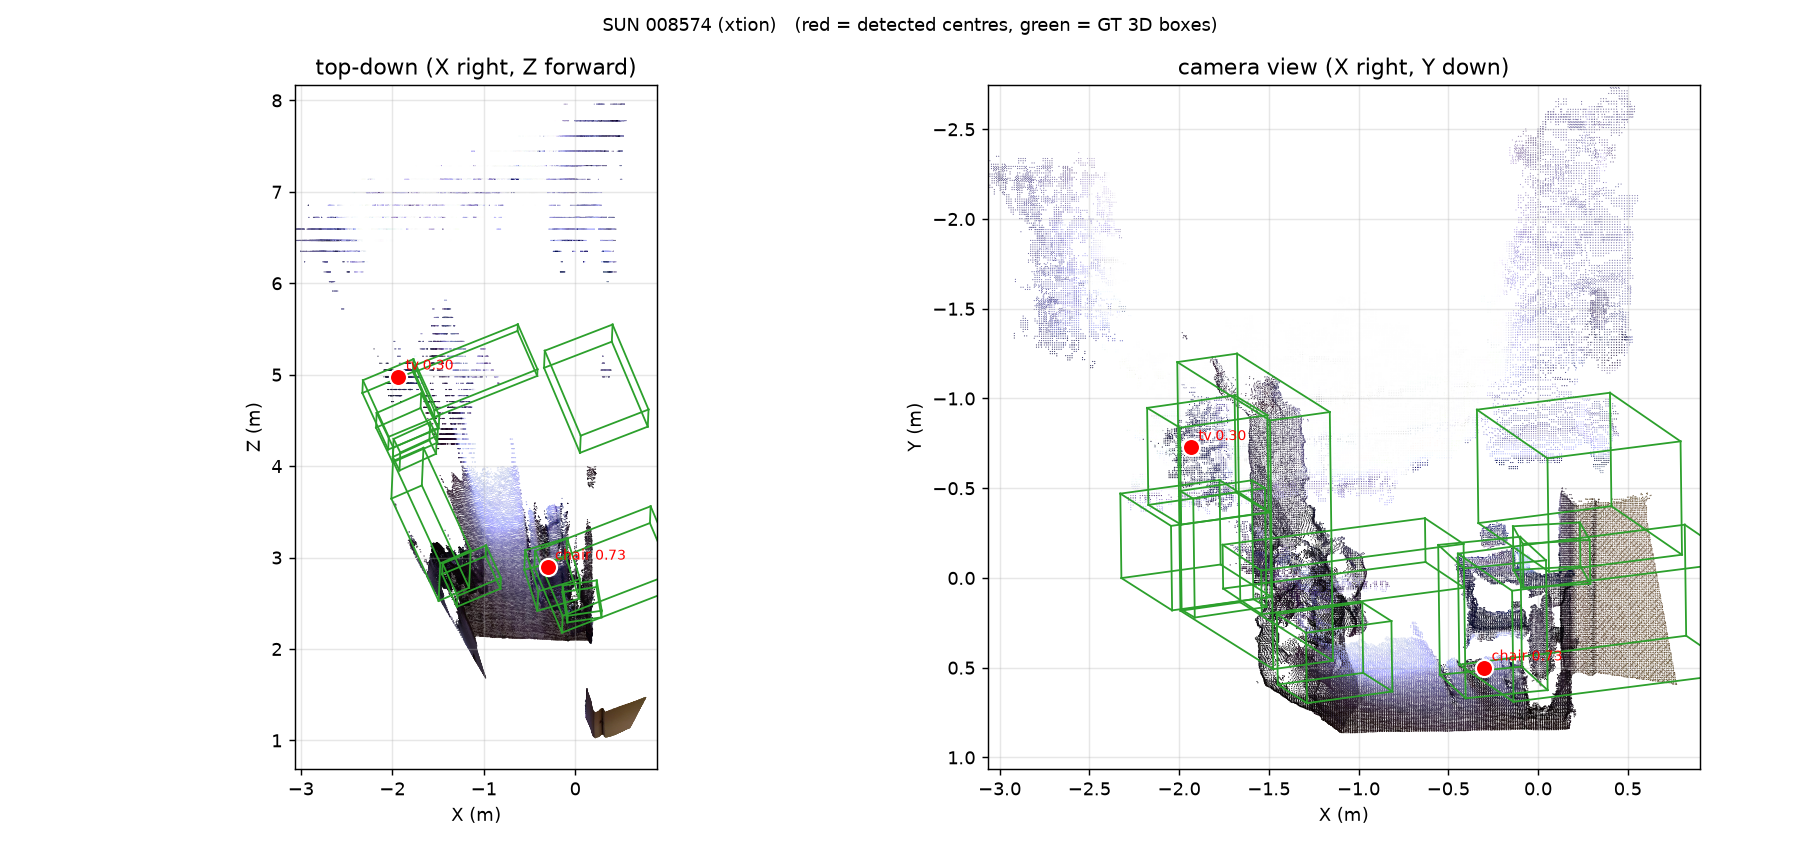 SUN 008574 (xtion)   (red = detected centres, green = GT 3D boxes)
top-down (X right, Z forward)
8
7
6
5
4
3
2
1
Z (m)
−3
−2
−1
0
X (m)
tv 0.30
chair 0.73
camera view (X right, Y down)
−2.5
−2.0
−1.5
−1.0
−0.5
0.0
0.5
1.0
Y (m)
−3.0
−2.5
−2.0
−1.5
−1.0
−0.5
0.0
0.5
X (m)
tv 0.30
chair 0.73